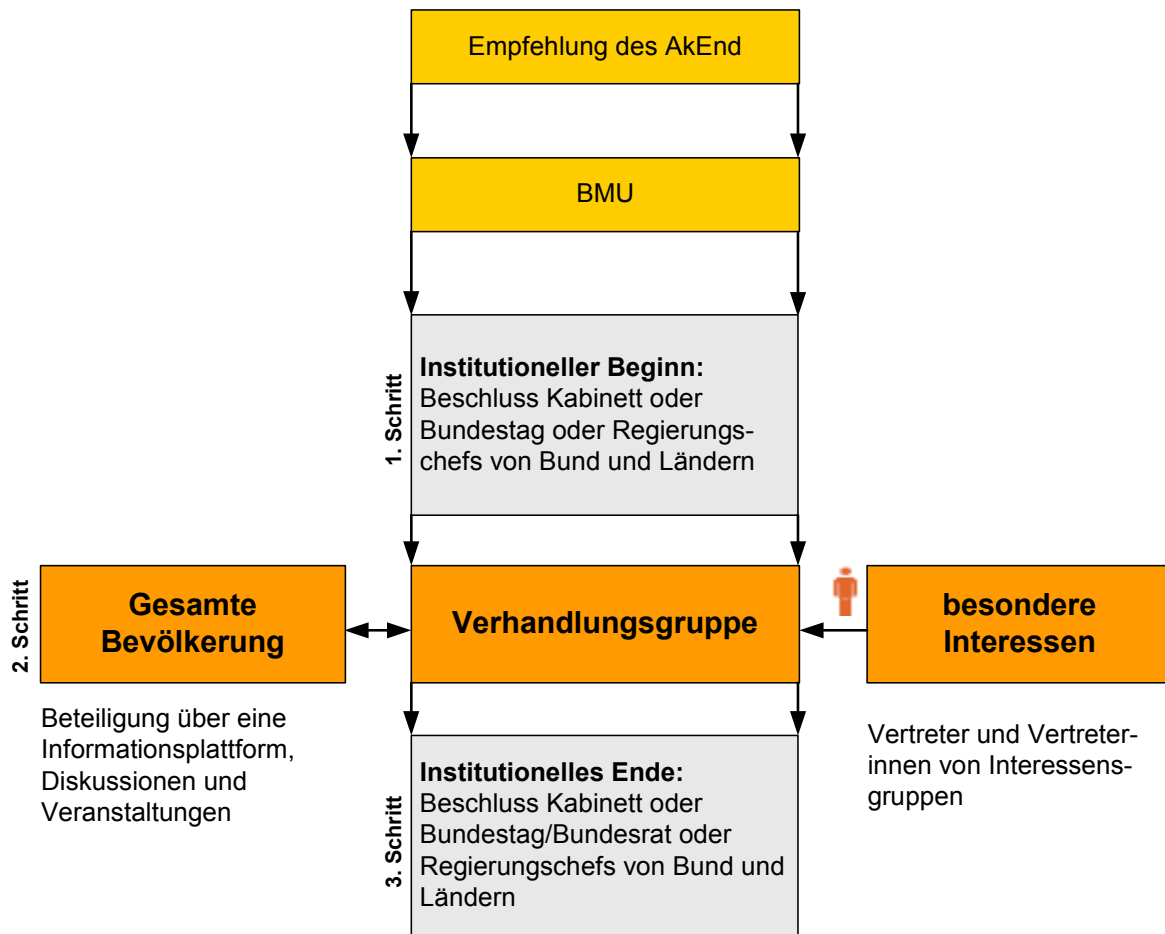 Empfehlung des AkEnd
BMU
1. Schritt
Institutioneller Beginn:
Beschluss Kabinett oder
Bundestag oder Regierungs-
chefs von Bund und Ländern
2. Schritt
Gesamte
Bevölkerung
Verhandlungsgruppe
besondere
Interessen
Beteiligung über eine
Informationsplattform,
Diskussionen und
Veranstaltungen
Vertreter und Vertreter-
innen von Interessens-
gruppen
3. Schritt
Institutionelles Ende:
Beschluss Kabinett oder
Bundestag/Bundesrat oder
Regierungschefs von Bund und
Ländern